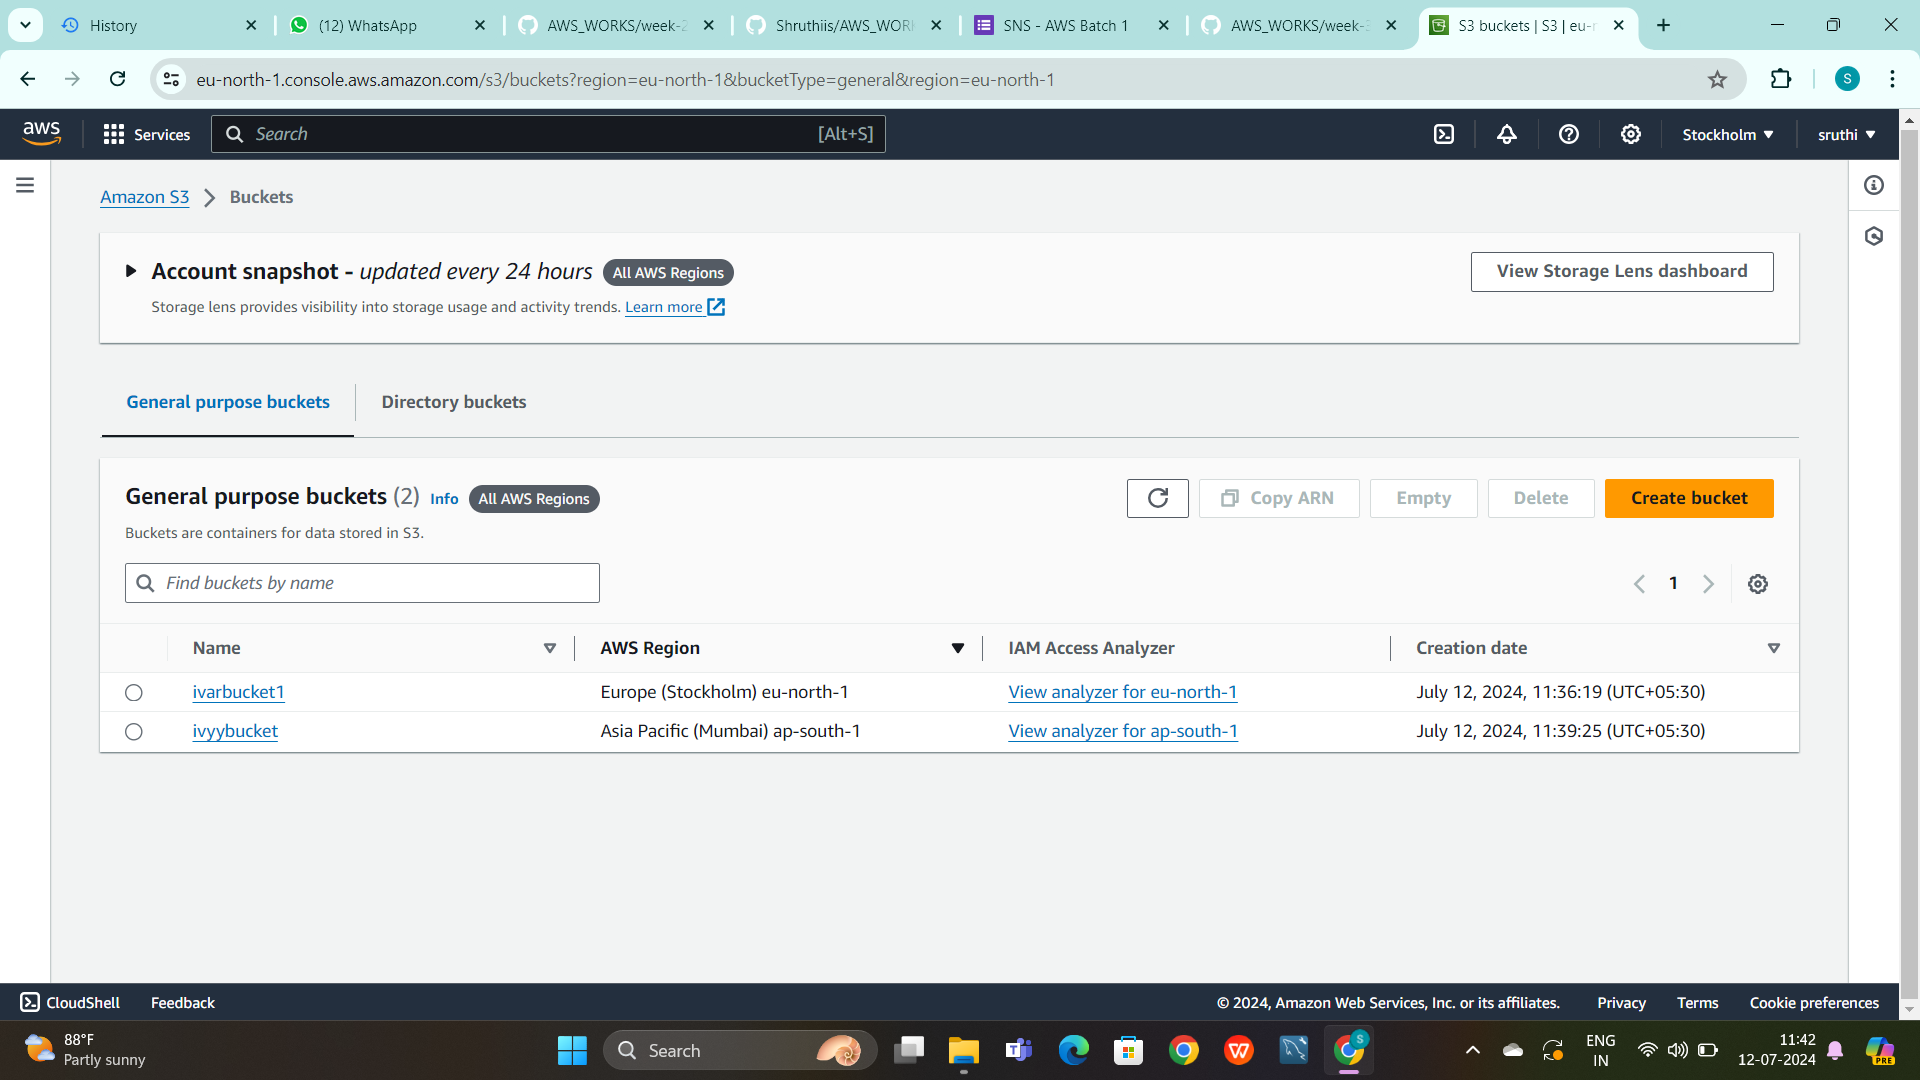 History
(12) WhatsApp
AWS_WORKS/week-2
Shruthiis/AWS_WORK
SNS - AWS Batch 1
AWS_WORKS/week-3
S3 buckets | S3 | eu-n
eu-north-1.console.aws.amazon.com/s3/buckets?region=eu-north-1&bucketType=general&region=eu-north-1
S
aws
Services
Search
[Alt+S]
Stockholm
sruthi
Amazon S3
Buckets
Account snapshot - updated every 24 hours
All AWS Regions
View Storage Lens dashboard
Storage lens provides visibility into storage usage and activity trends. Learn more
General purpose buckets
Directory buckets
General purpose buckets (2) Info
All AWS Regions
Copy ARN
Empty
Delete
Create bucket
Buckets are containers for data stored in S3.
Find buckets by name
1
Name
AWS Region
IAM Access Analyzer
Creation date
ivarbucket1
Europe (Stockholm) eu-north-1
View analyzer for eu-north-1
July 12, 2024, 11:36:19 (UTC+05:30)
ivyybucket
Asia Pacific (Mumbai) ap-south-1
View analyzer for ap-south-1
July 12, 2024, 11:39:25 (UTC+05:30)
CloudShell
Feedback
© 2024, Amazon Web Services, Inc. or its affiliates.
Privacy
Terms
Cookie preferences
88°F
Partly sunny
Search
S
ENG
IN
11:42
12-07-2024
PRE